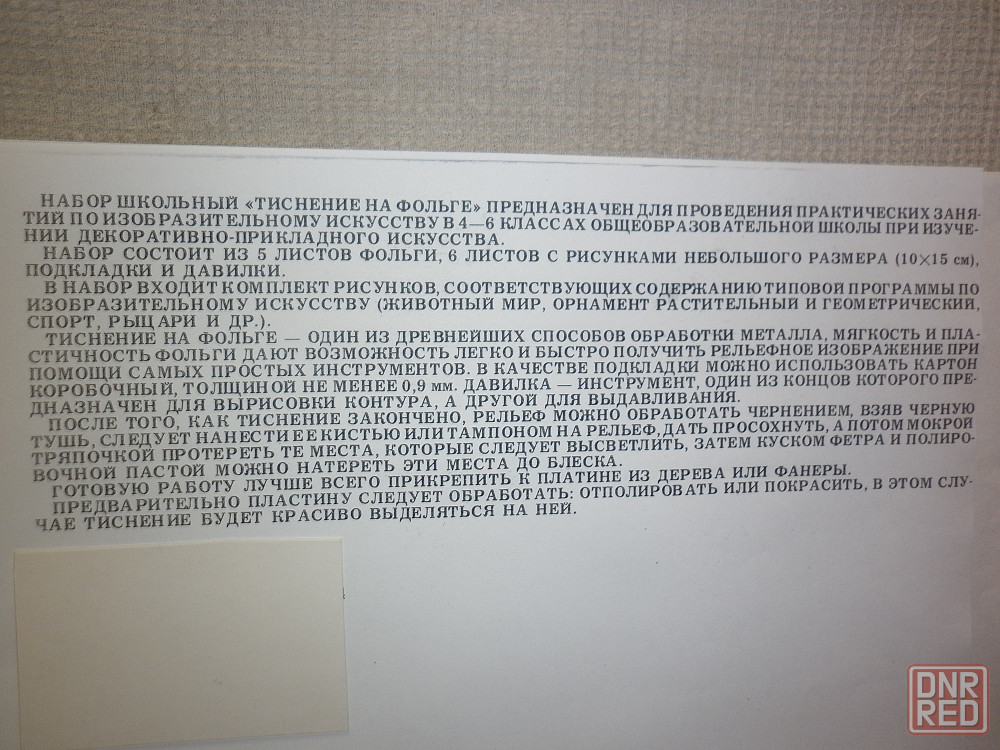 НАБОР ШКОЛЬНЫЙ «ТИСНЕНИЕ НА ФОЛЬГЕ» ПРЕДНАЗНАЧЕН ДЛЯ ПРОВЕДЕНИЯ ПРАКТИЧЕСКИХ ЗАНЯ-
ТИЙ ПО ИЗОБРАЗИТЕЛЬНОМУ ИСКУССТВУ В 4—6 КЛАССАХ ОБЩЕОБРАЗОВАТЕЛЬНОЙ ШКОЛЫ ПРИ ИЗУЧЕ-
НИИ ДЕКОРАТИВНО-ПРИКЛАДНОГО ИСКУССТВА.
НАБОР СОСТОИТ ИЗ 5 ЛИСТОВ ФОЛЬГИ, 6 ЛИСТОВ С РИСУНКАМИ НЕБОЛЬШОГО РАЗМЕРА (10×15 см),
ПОДКЛАДКИ И ДАВИЛКИ.
В НАБОР ВХОДИТ КОМПЛЕКТ РИСУНКОВ, СООТВЕТСТВУЮЩИХ СОДЕРЖАНИЮ ТИПОВОЙ ПРОГРАММЫ ПО
ИЗОБРАЗИТЕЛЬНОМУ ИСКУССТВУ (ЖИВОТНЫЙ МИР, ОРНАМЕНТ РАСТИТЕЛЬНЫЙ И ГЕОМЕТРИЧЕСКИЙ,
СПОРТ, РЫЦАРИ И ДР.).
ТИСНЕНИЕ НА ФОЛЬГЕ — ОДИН ИЗ ДРЕВНЕЙШИХ СПОСОБОВ ОБРАБОТКИ МЕТАЛЛА, МЯГКОСТЬ И ПЛА-
СТИЧНОСТЬ ФОЛЬГИ ДАЮТ ВОЗМОЖНОСТЬ ЛЕГКО И БЫСТРО ПОЛУЧИТЬ РЕЛЬЕФНОЕ ИЗОБРАЖЕНИЕ ПРИ
ПОМОЩИ САМЫХ ПРОСТЫХ ИНСТРУМЕНТОВ. В КАЧЕСТВЕ ПОДКЛАДКИ МОЖНО ИСПОЛЬЗОВАТЬ КАРТОН
КОРОБОЧНЫЙ, ТОЛЩИНОЙ НЕ МЕНЕЕ 0,9 мм. ДАВИЛКА — ИНСТРУМЕНТ, ОДИН ИЗ КОНЦОВ КОТОРОГО ПРЕ-
ДНАЗНАЧЕН ДЛЯ ВЫРИСОВКИ КОНТУРА, А ДРУГОЙ ДЛЯ ВЫДАВЛИВАНИЯ.
ПОСЛЕ ТОГО, КАК ТИСНЕНИЕ ЗАКОНЧЕНО, РЕЛЬЕФ МОЖНО ОБРАБОТАТЬ ЧЕРНЕНИЕМ, ВЗЯВ ЧЕРНУЮ
ТУШЬ, СЛЕДУЕТ НАНЕСТИ ЕЕ КИСТЬЮ ИЛИ ТАМПОНОМ НА РЕЛЬЕФ, ДАТЬ ПРОСОХНУТЬ, А ПОТОМ МОКРОЙ
ТРЯПОЧКОЙ ПРОТЕРЕТЬ ТЕ МЕСТА, КОТОРЫЕ СЛЕДУЕТ ВЫСВЕТЛИТЬ, ЗАТЕМ КУСКОМ ФЕТРА И ПОЛИРО-
ВОЧНОЙ ПАСТОЙ МОЖНО НАТЕРЕТЬ ЭТИ МЕСТА ДО БЛЕСКА.
ГОТОВУЮ РАБОТУ ЛУЧШЕ ВСЕГО ПРИКРЕПИТЬ К ПЛАТИНЕ ИЗ ДЕРЕВА ИЛИ ФАНЕРЫ.
ПРЕДВАРИТЕЛЬНО ПЛАСТИНУ СЛЕДУЕТ ОБРАБОТАТЬ: ОТПОЛИРОВАТЬ ИЛИ ПОКРАСИТЬ, В ЭТОМ СЛУ-
ЧАЕ ТИСНЕНИЕ БУДЕТ КРАСИВО ВЫДЕЛЯТЬСЯ НА НЕЙ.
DNR
RED